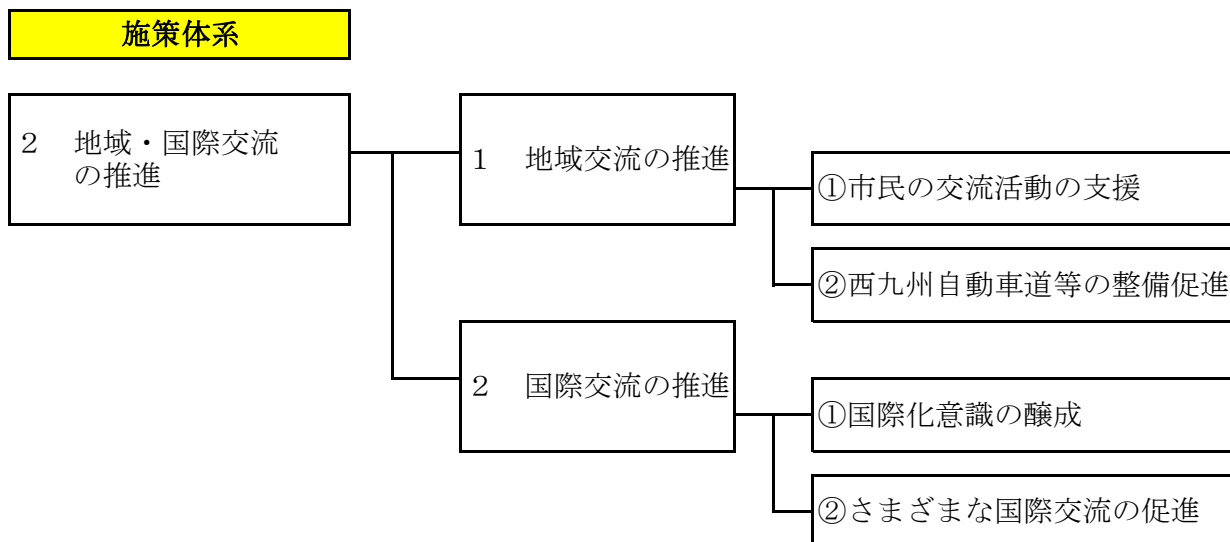 施策体系
２　地域・国際交流
の推進
１　地域交流の推進
①市民の交流活動の支援
②西九州自動車道等の整備促進
２　国際交流の推進
①国際化意識の醸成
②さまざまな国際交流の促進